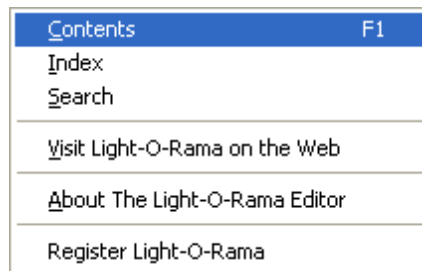 Contents F1
Index
Search
Visit Light-O-Rama on the Web
About The Light-O-Rama Editor
Register Light-O-Rama